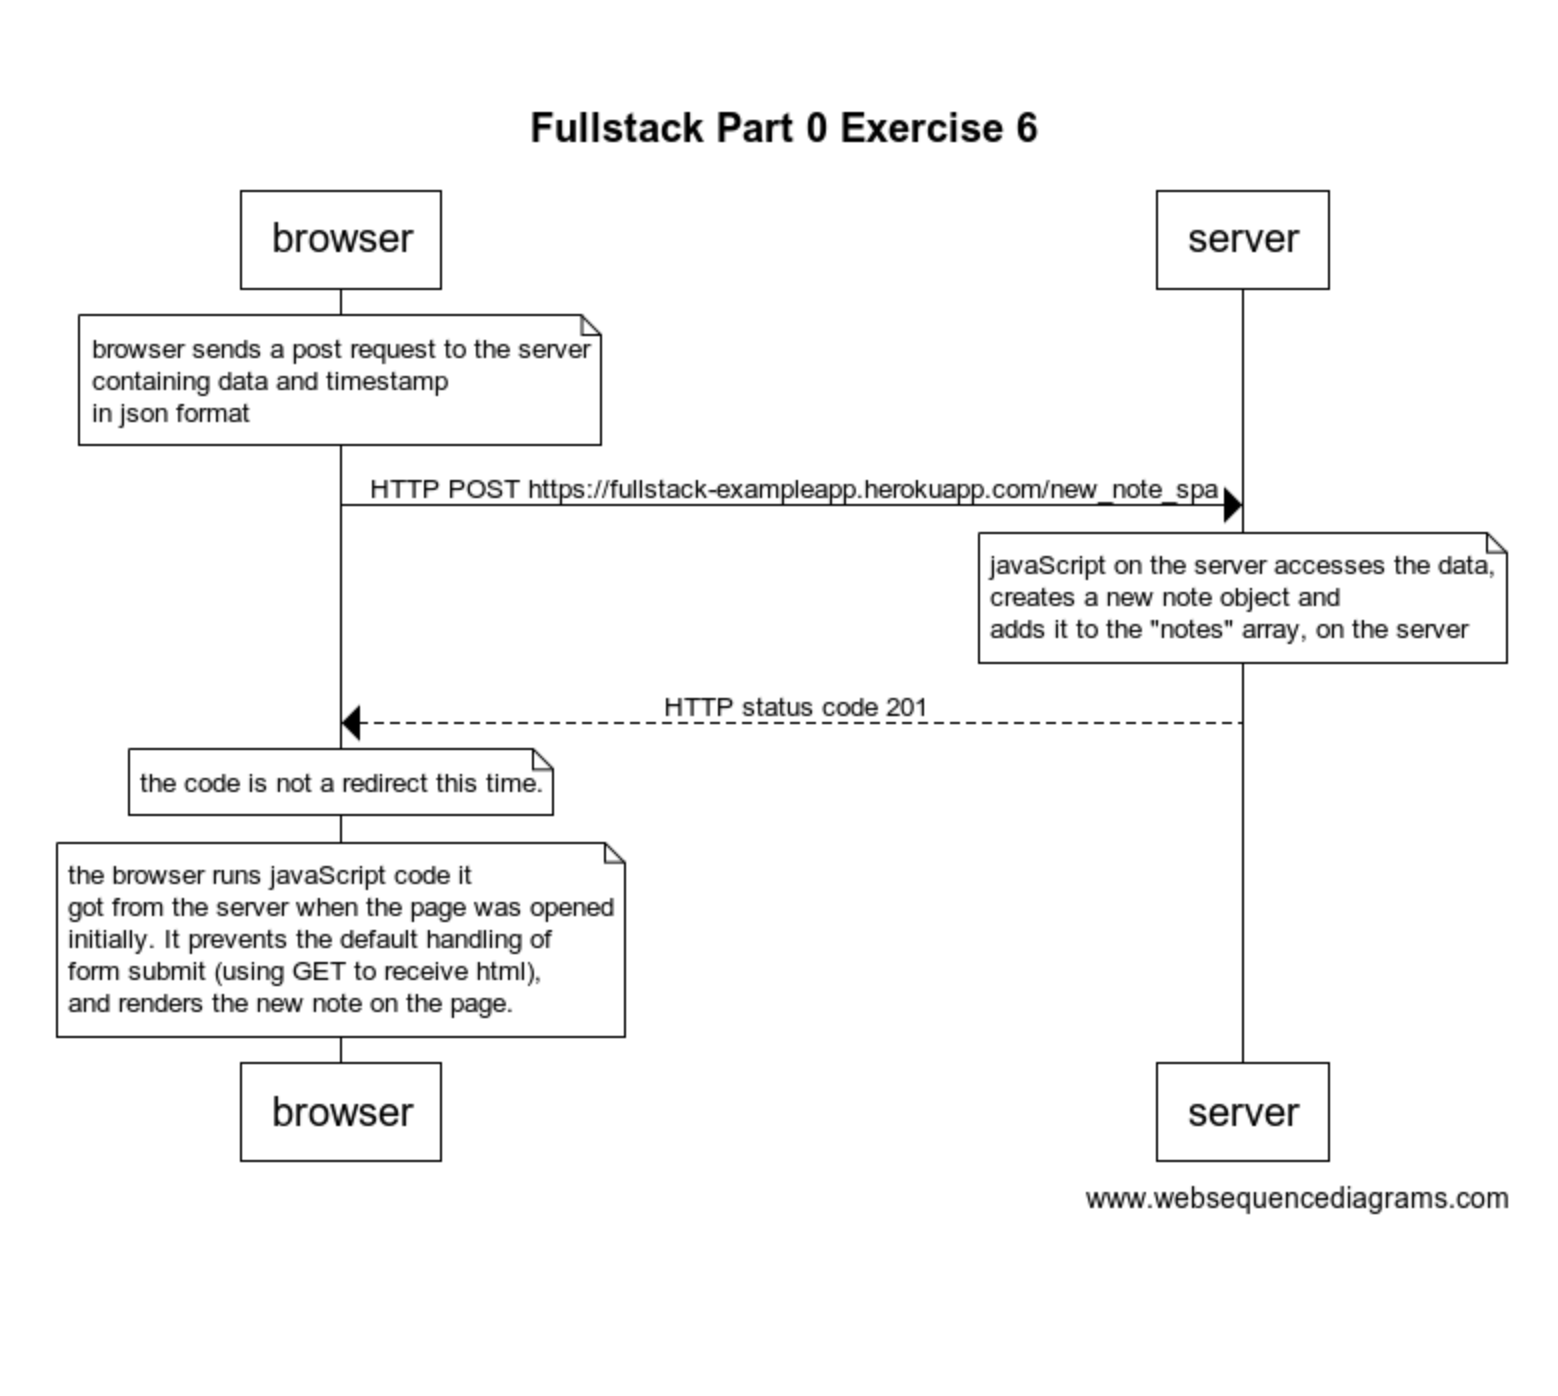 Fullstack Part 0 Exercise 6
browser
server
browser sends a post request to the server
containing data and timestamp
in json format
HTTP POST https://fullstack-exampleapp.herokuapp.com/new_note_spa
javaScript on the server accesses the data,
creates a new note object and
adds it to the "notes" array, on the server
HTTP status code 201
the code is not a redirect this time.
the browser runs javaScript code it
got from the server when the page was opened
initially. It prevents the default handling of
form submit (using GET to receive html),
and renders the new note on the page.
browser
server
www.websequencediagrams.com